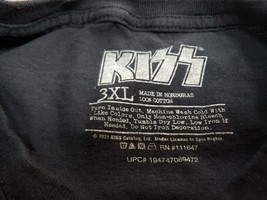 KISS
3XL
MADE IN HONDURAS
100% COTTON
Turn Inside Out. Machine Wash Cold With
Like Colors. Only Non-chlorine Bleach
When Needed. Tumble Dry Low. Low Iron if
Needed. Do Not Iron Decoration.
© 2021 KISS Catalog, Ltd. Under License to Epic Rights.
RN #111647
UPC# 194747089472